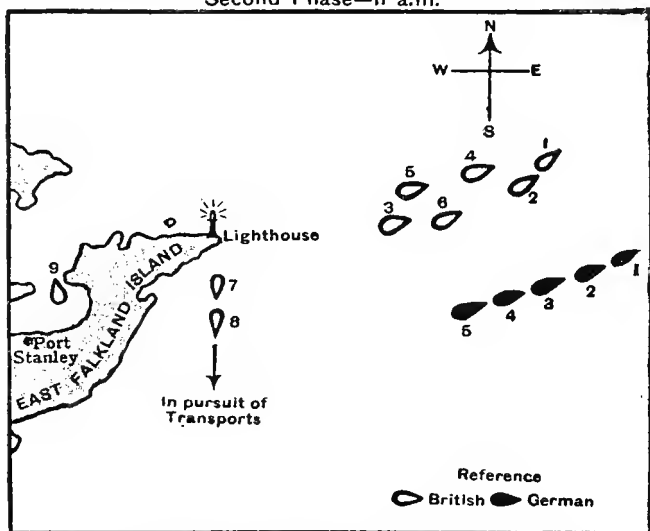 Second Phase—11 a.m.
N
W E
S
1
4
5
2
3 6
Lighthouse
1
2
3
4
5
9
7
8
Port
Stanley
EAST FALKLAND ISLAND
In pursuit of
Transports
Reference
British German